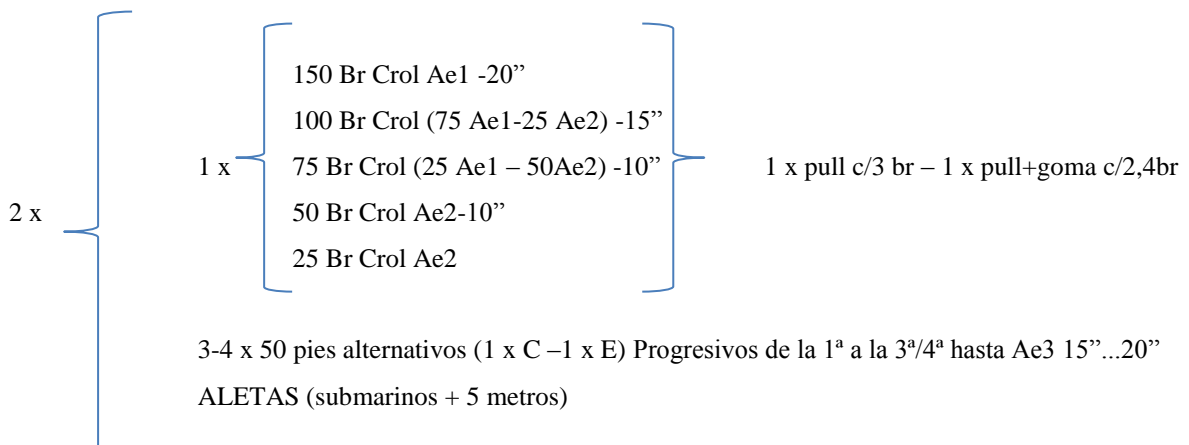 150 Br Crol Ae1 -20”
100 Br Crol (75 Ae1-25 Ae2) -15”
1 x 75 Br Crol (25 Ae1 – 50Ae2) -10” 1 x pull c/3 br – 1 x pull+goma c/2,4br
2 x
50 Br Crol Ae2-10”
25 Br Crol Ae2
3-4 x 50 pies alternativos (1 x C –1 x E) Progresivos de la 1ª a la 3ª/4ª hasta Ae3 15”...20”
ALETAS (submarinos + 5 metros)